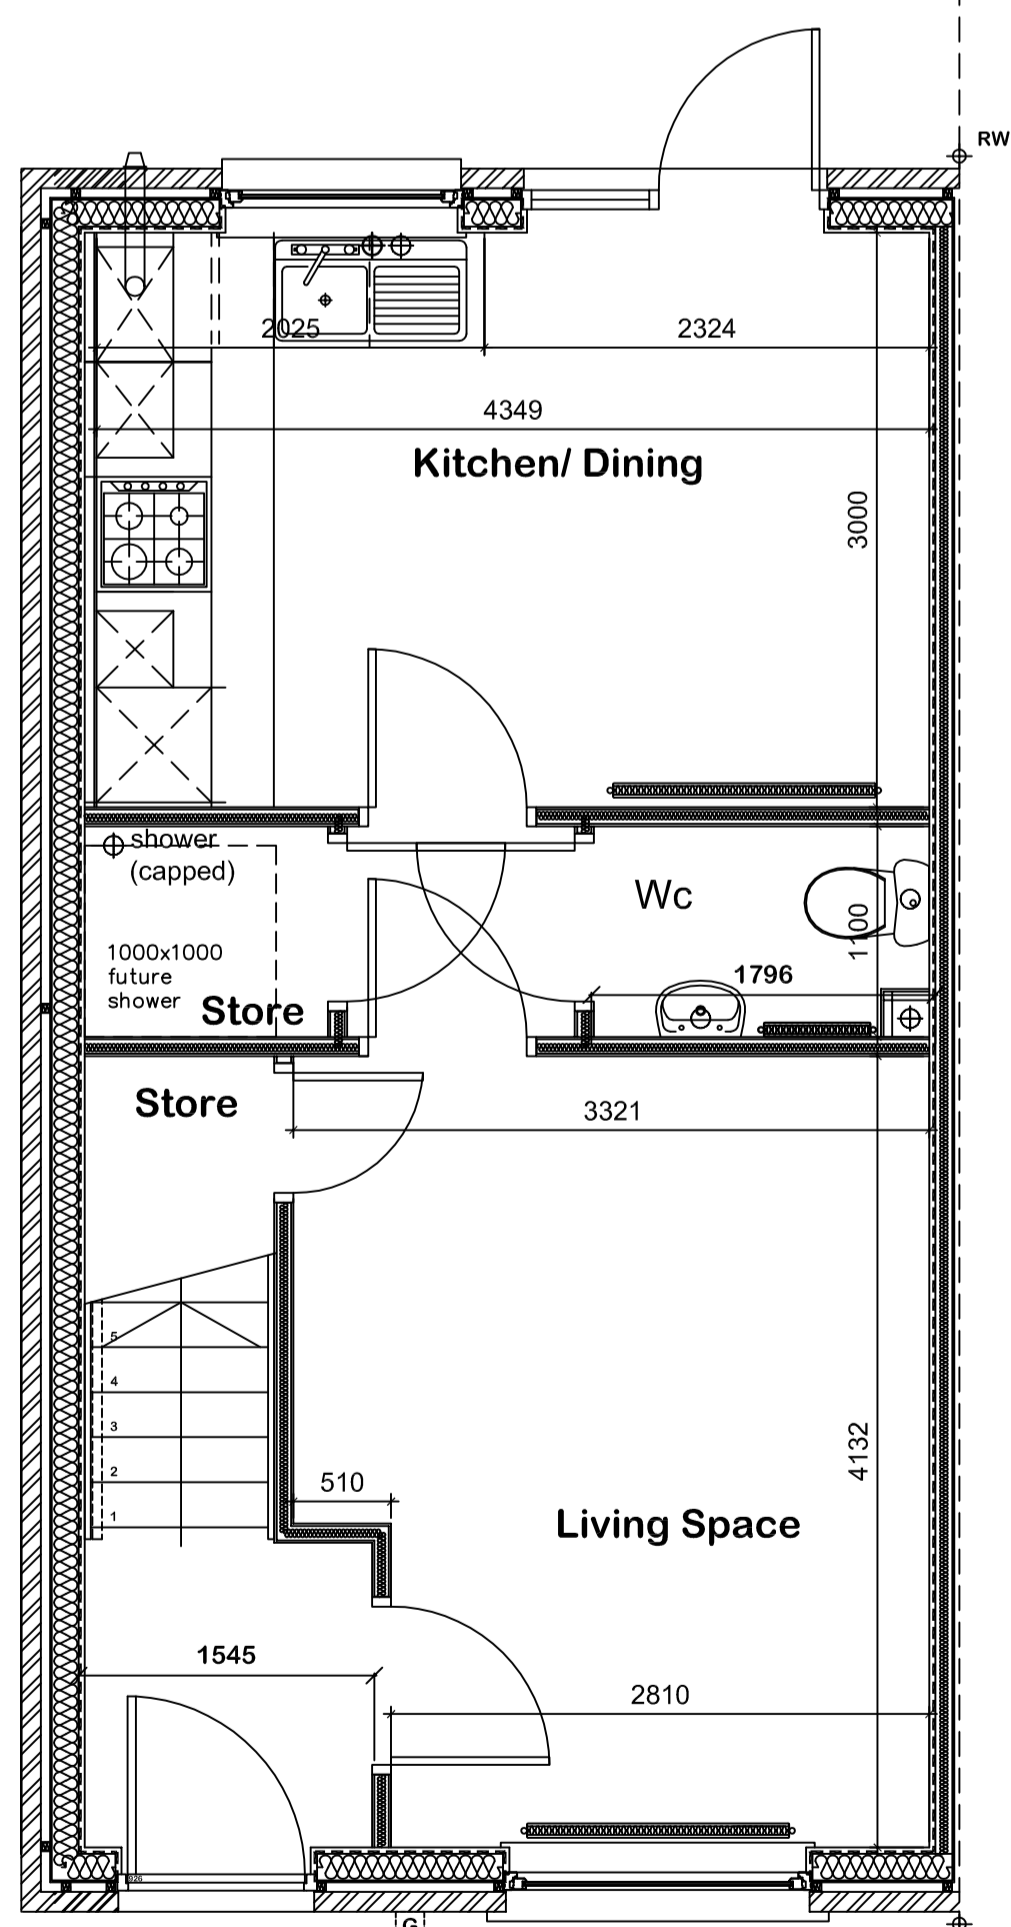 RW
2025
2324
4349
Kitchen/ Dining
3000
shower
(capped)
Wc
1100
1000x1000
future
shower
Store
1796
Store
3321
5
4
3
2
1
510
4132
Living Space
1545
2810
926
G